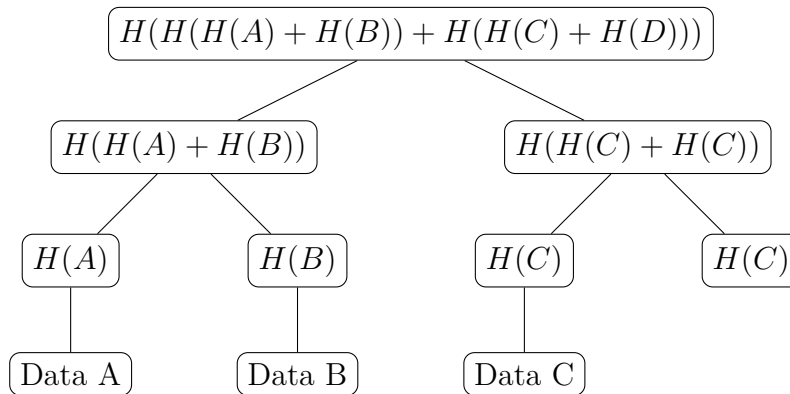 H(H(H(A) + H(B)) + H(H(C) + H(D)))
H(H(A) + H(B))
H(H(C) + H(C))
H(A)
H(B)
H(C)
H(C)
Data A
Data B
Data C